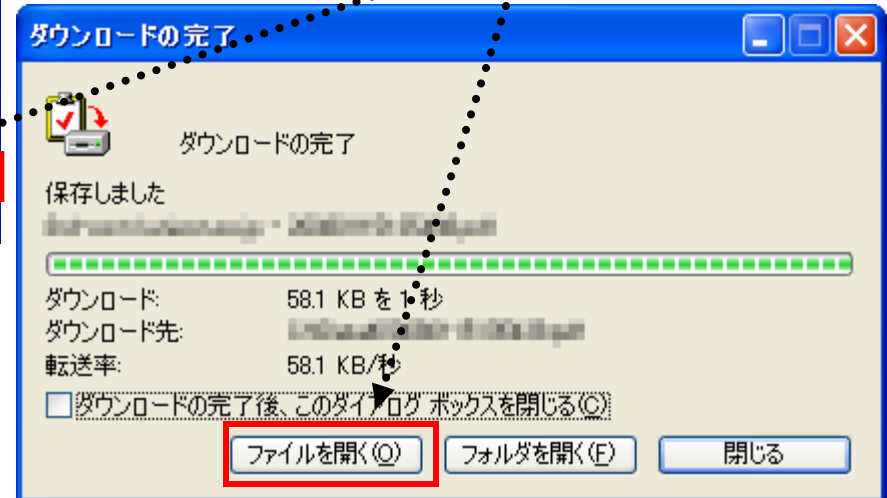 ダウンロードの完了
ダウンロードの完了
保存しました
ダウンロード: 58.1 KB を 1 秒
ダウンロード先:
転送率: 58.1 KB/秒
ダウンロードの完了後、このダイアログ ボックスを閉じる(C)
ファイルを開く(O) フォルダを開く(F) 閉じる